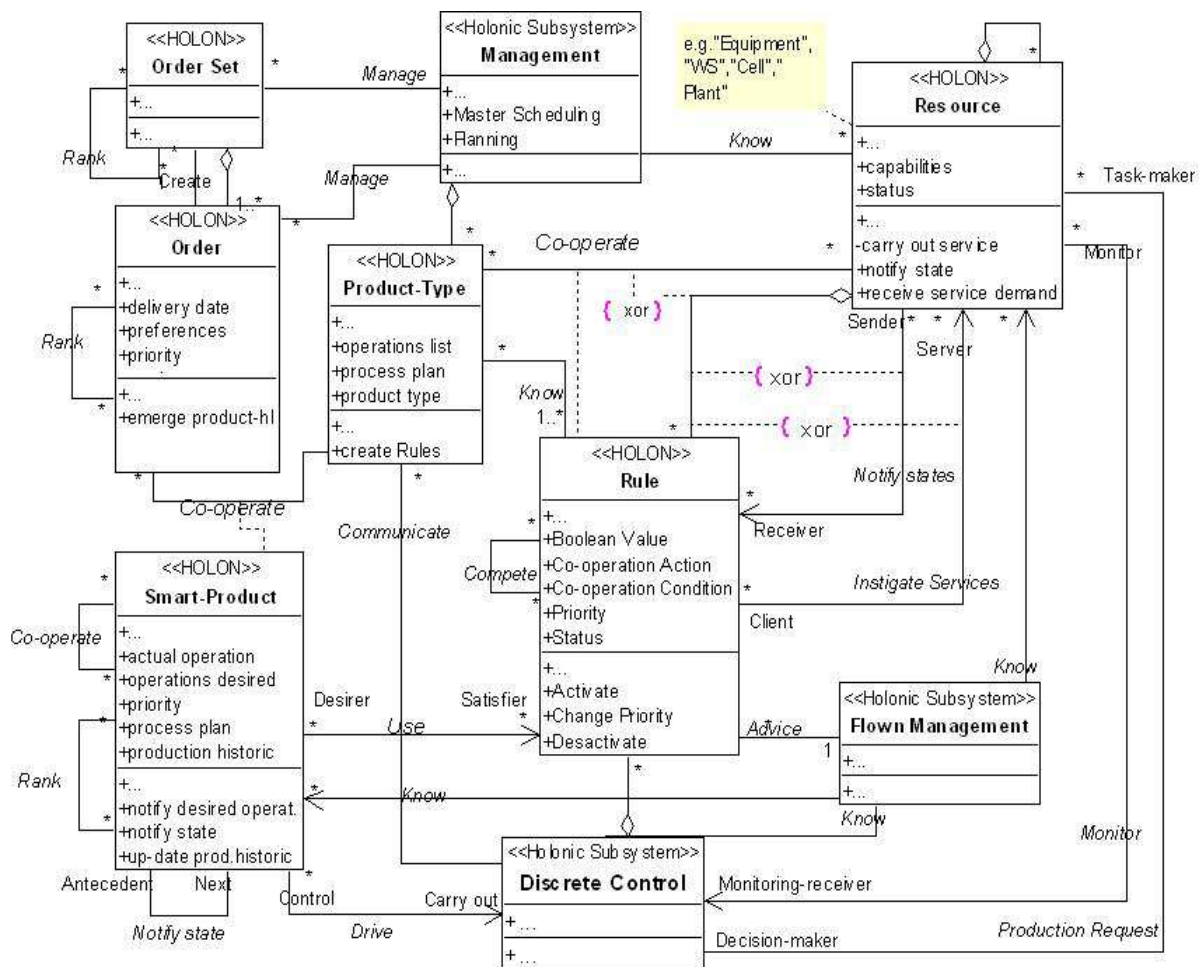 <<HOLON>>
Order Set
+...
+...
*
*
Manage
Rank
*
*
Create
1..*
<<Holonic Subsystem>>
Management
+...
+Master Scheduling
+Planning
+...
e.g."Equipment",
"WS","Cell","
Plant"
*
<<HOLON>>
Resource
+...
+capabilities
+status
+...
-carry out service
+notify state
+receive service demand
*
Know
* Task-maker
*
Monitor
Manage
*
<<HOLON>>
Order
+...
+delivery date
+preferences
+priority
+...
+emerge product-hl
*
Rank
*
*
Co-operate
*
*
Co-operate
*
<<HOLON>>
Product-Type
+...
+operations list
+process plan
+product type
+...
+create Rules
*
*
Know
1..*
{ xor }
{ xor }
{ xor }
Sender
*
*
Server
*
*
Notify states
<<HOLON>>
Rule
+...
+Boolean Value
+Co-operation Action
+Co-operation Condition
+Priority
+Status
+...
+Activate
+Change Priority
+Desactivate
*
Compete
*
*
Receiver
*
Client
Instigate Services
Communicate
<<HOLON>>
Smart-Product
+...
+actual operation
+operations desired
+priority
+process plan
+production historic
+...
+notify desired operat.
+notify state
+up-date prod.historic
*
Co-operate
*
*
Rank
*
Desirer
*
Use
Satisfier
*
*
Advice
1
Know
<<Holonic Subsystem>>
Flown Management
+...
+...
*
Know
Know
*
<<Holonic Subsystem>>
Discrete Control
+...
+...
Antecedent
Next
Notify state
*
Control
Drive
Carry out
Monitoring-receiver
Monitor
Decision-maker
Production Request